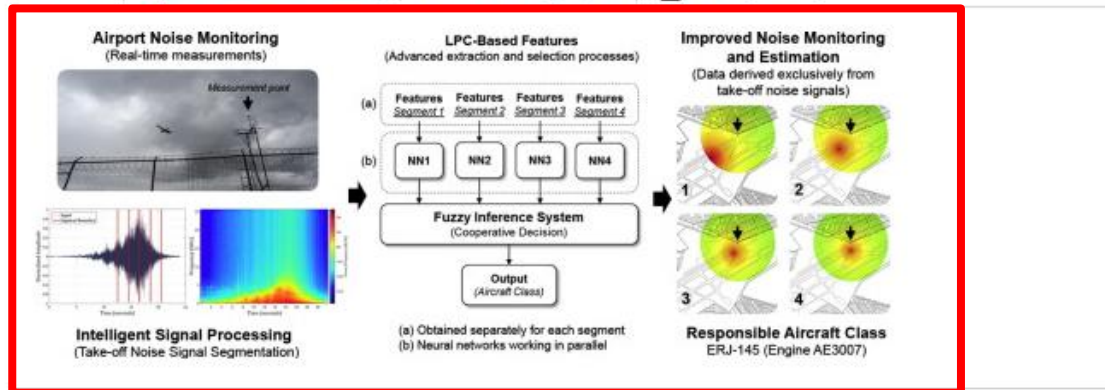 Airport Noise Monitoring
(Real-time measurements)
Measurement point
Intelligent Signal Processing
(Take-off Noise Signal Segmentation)
LPC-Based Features
(Advanced extraction and selection processes)
(a)
Features Features Features Features
Segment 1 Segment 2 Segment 3 Segment 4
(b)
NN1 NN2 NN3 NN4
Fuzzy Inference System
(Cooperative Decision)
Output
(Aircraft Class)
(a) Obtained separately for each segment
(b) Neural networks working in parallel
Improved Noise Monitoring
and Estimation
(Data derived exclusively from
take-off noise signals)
1 2
3 4
Responsible Aircraft Class
ERJ-145 (Engine AE3007)